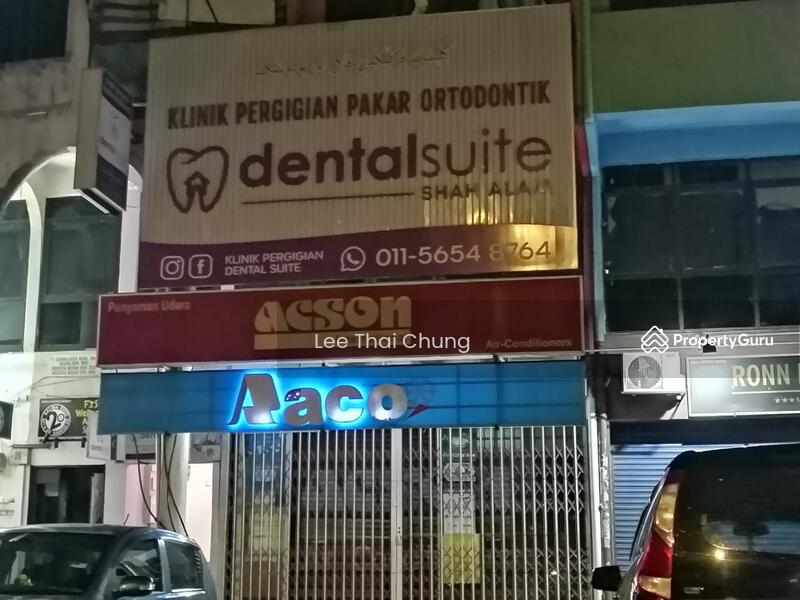 KLINIK PERGIGIAN PAKAR ORTODONTIK
dentalsuite
SHAH ALAM
KLINIK PERGIGIAN
DENTAL SUITE
011-5654 8764
Penyaman Udara
acson
Air-Conditioners
Lee Thai Chung
PropertyGuru
Aaco
RONN